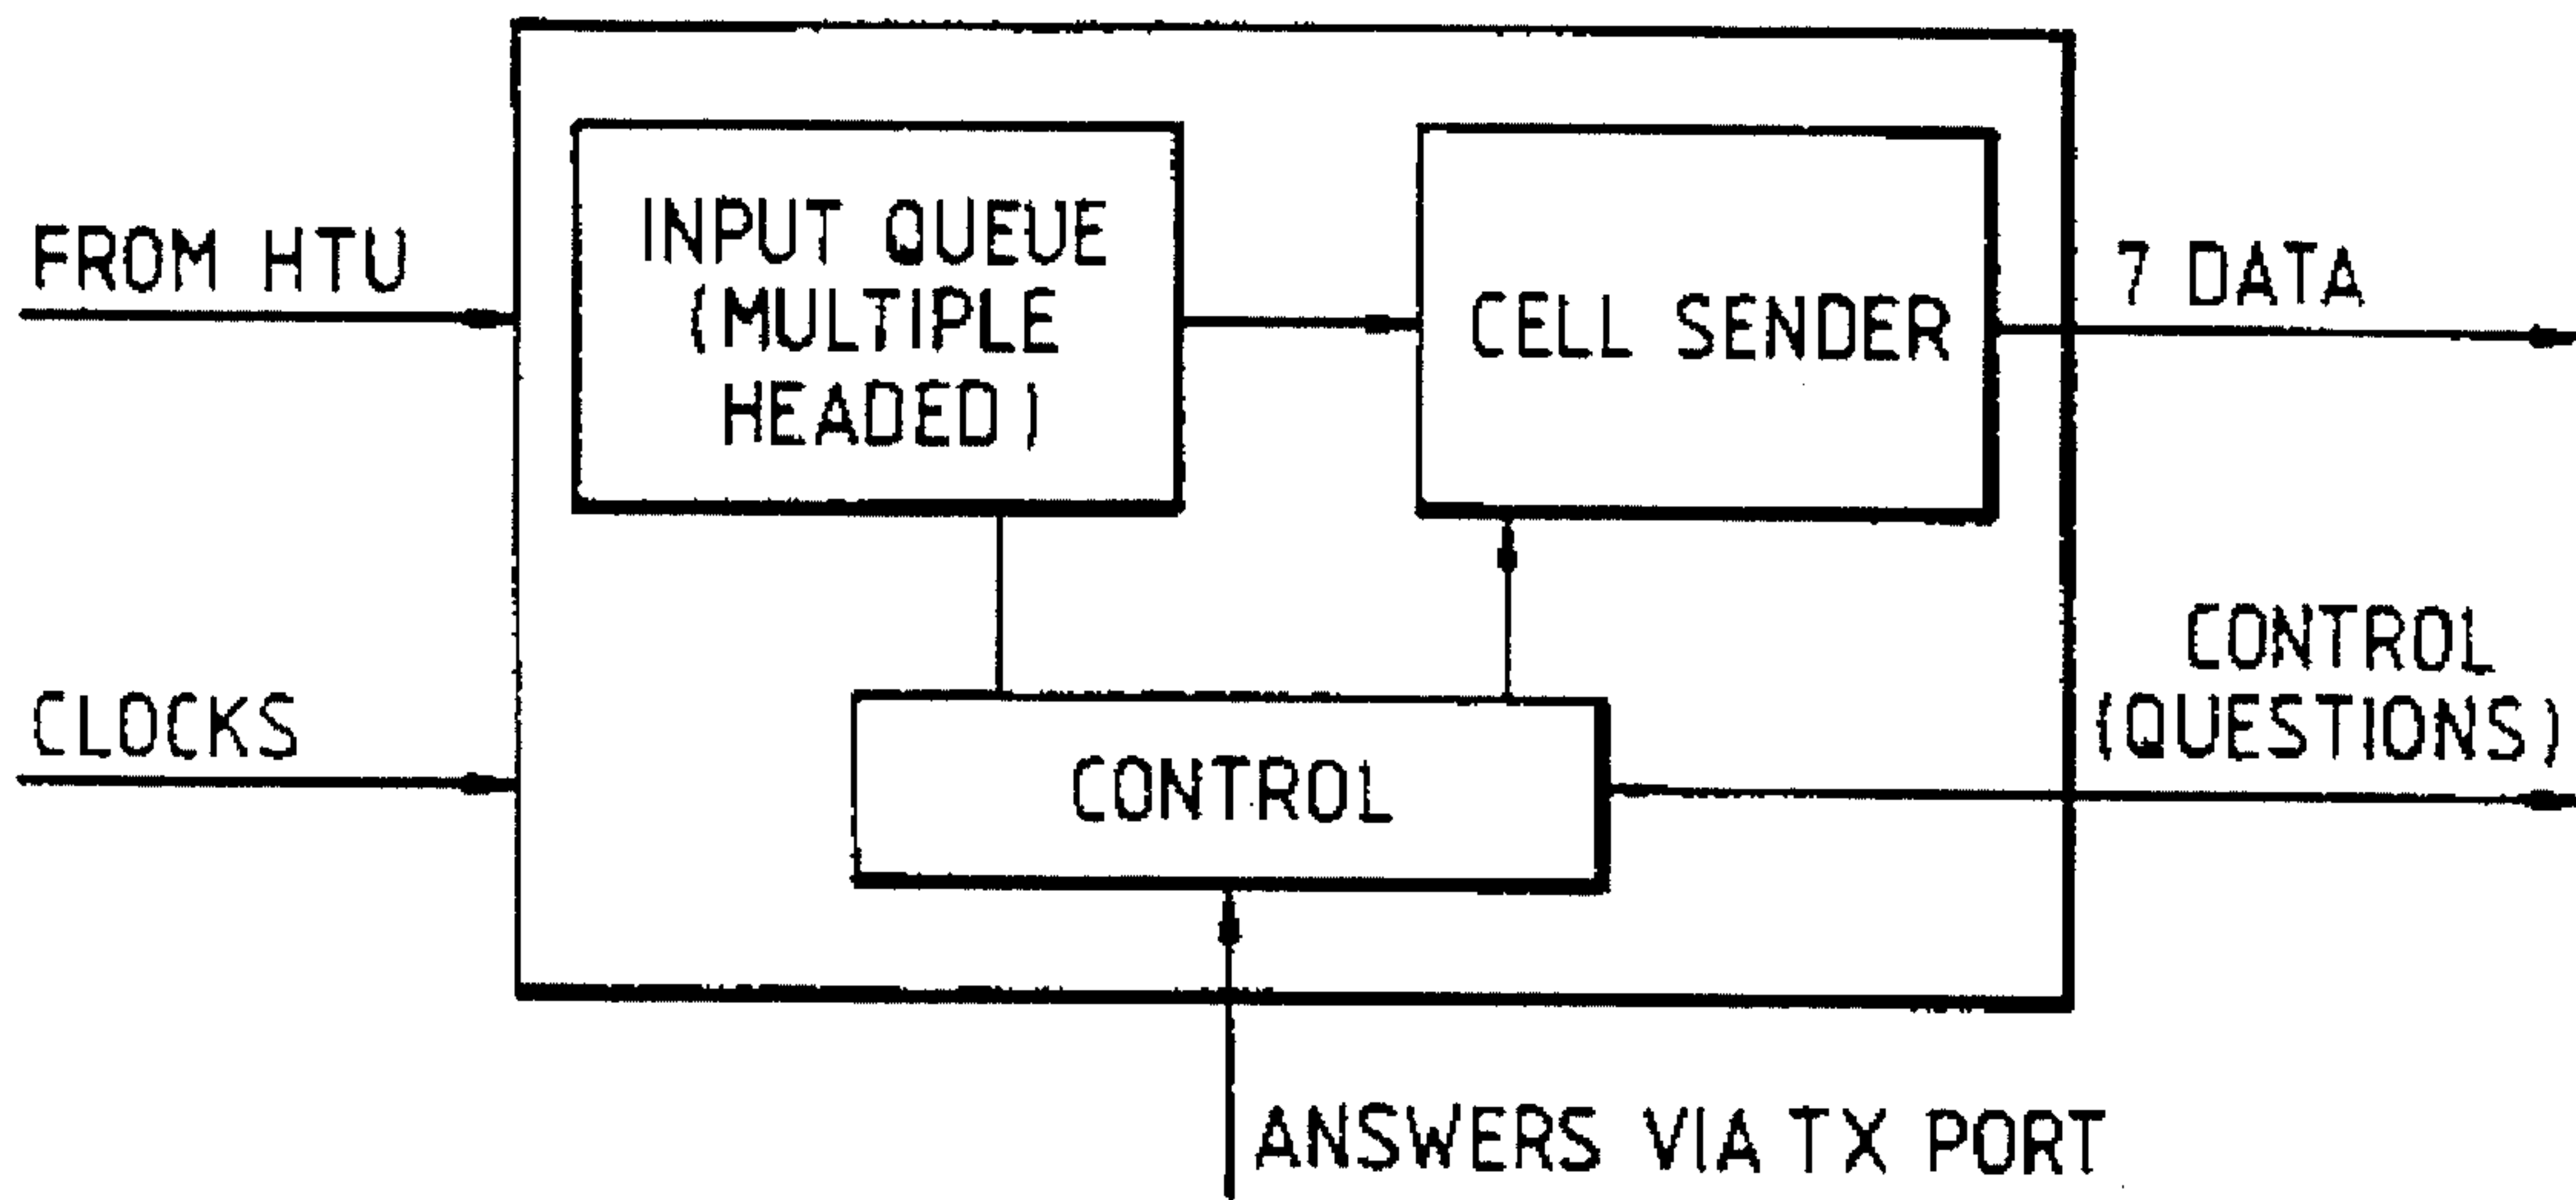 FROM HTU
INPUT QUEUE
(MULTIPLE
HEADED)
CELL SENDER
7 DATA
CLOCKS
CONTROL
CONTROL
(QUESTIONS)
ANSWERS VIA TX PORT